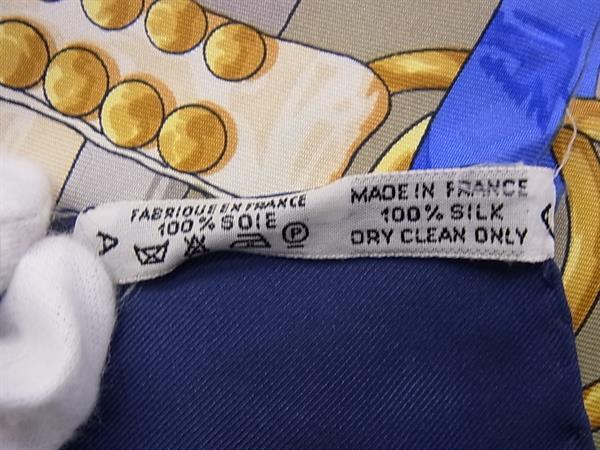 FABRIQUE EN FRANCE
100% SOIE
A
P
MADE IN FRANCE
100% SILK
DRY CLEAN ONLY
A